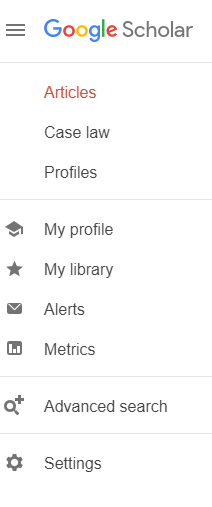 Google Scholar
Articles
Case law
Profiles
My profile
My library
Alerts
Metrics
Advanced search
Settings